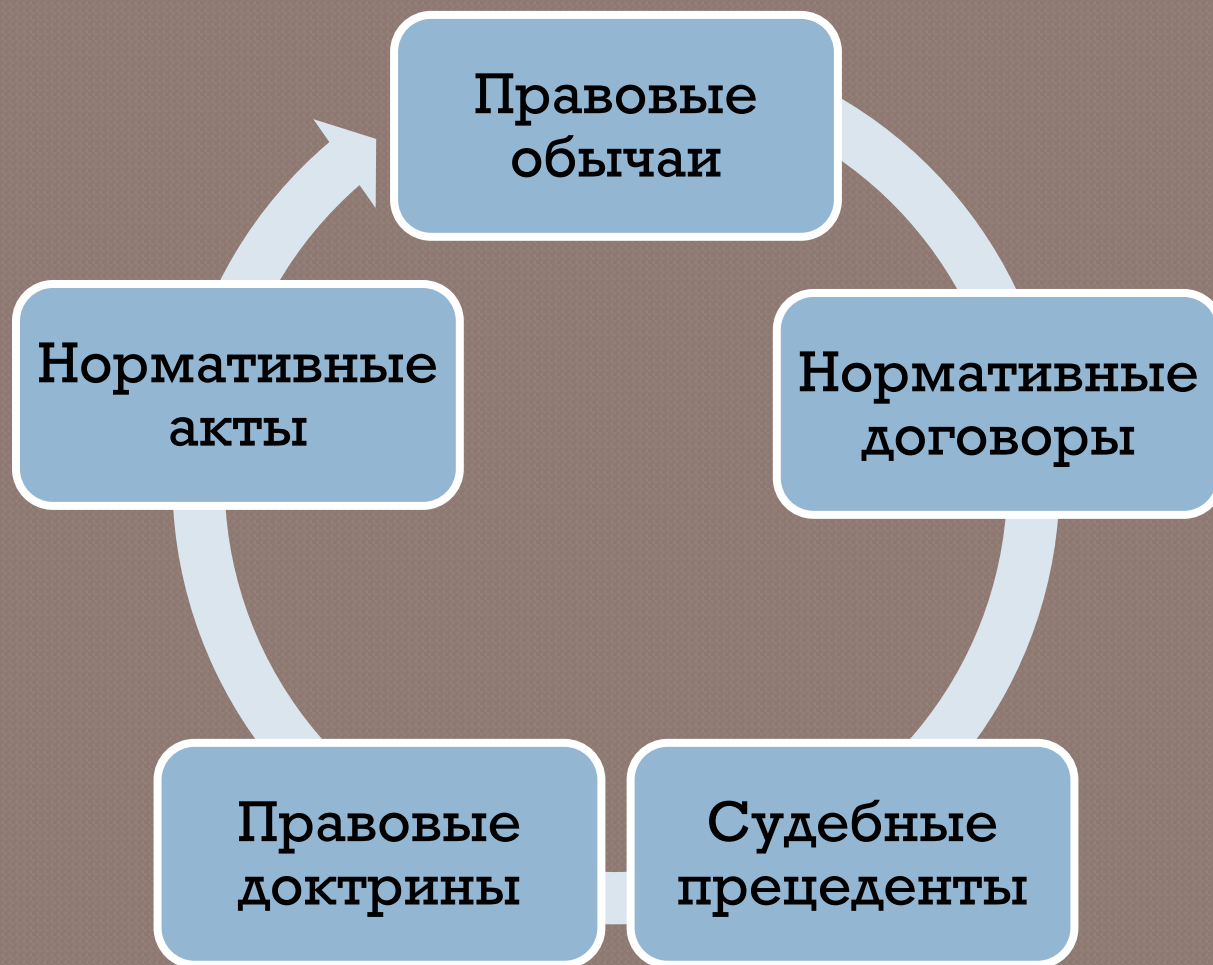 Правовые
обычаи
Нормативные
акты
Нормативные
договоры
Правовые
доктрины
Судебные
прецеденты